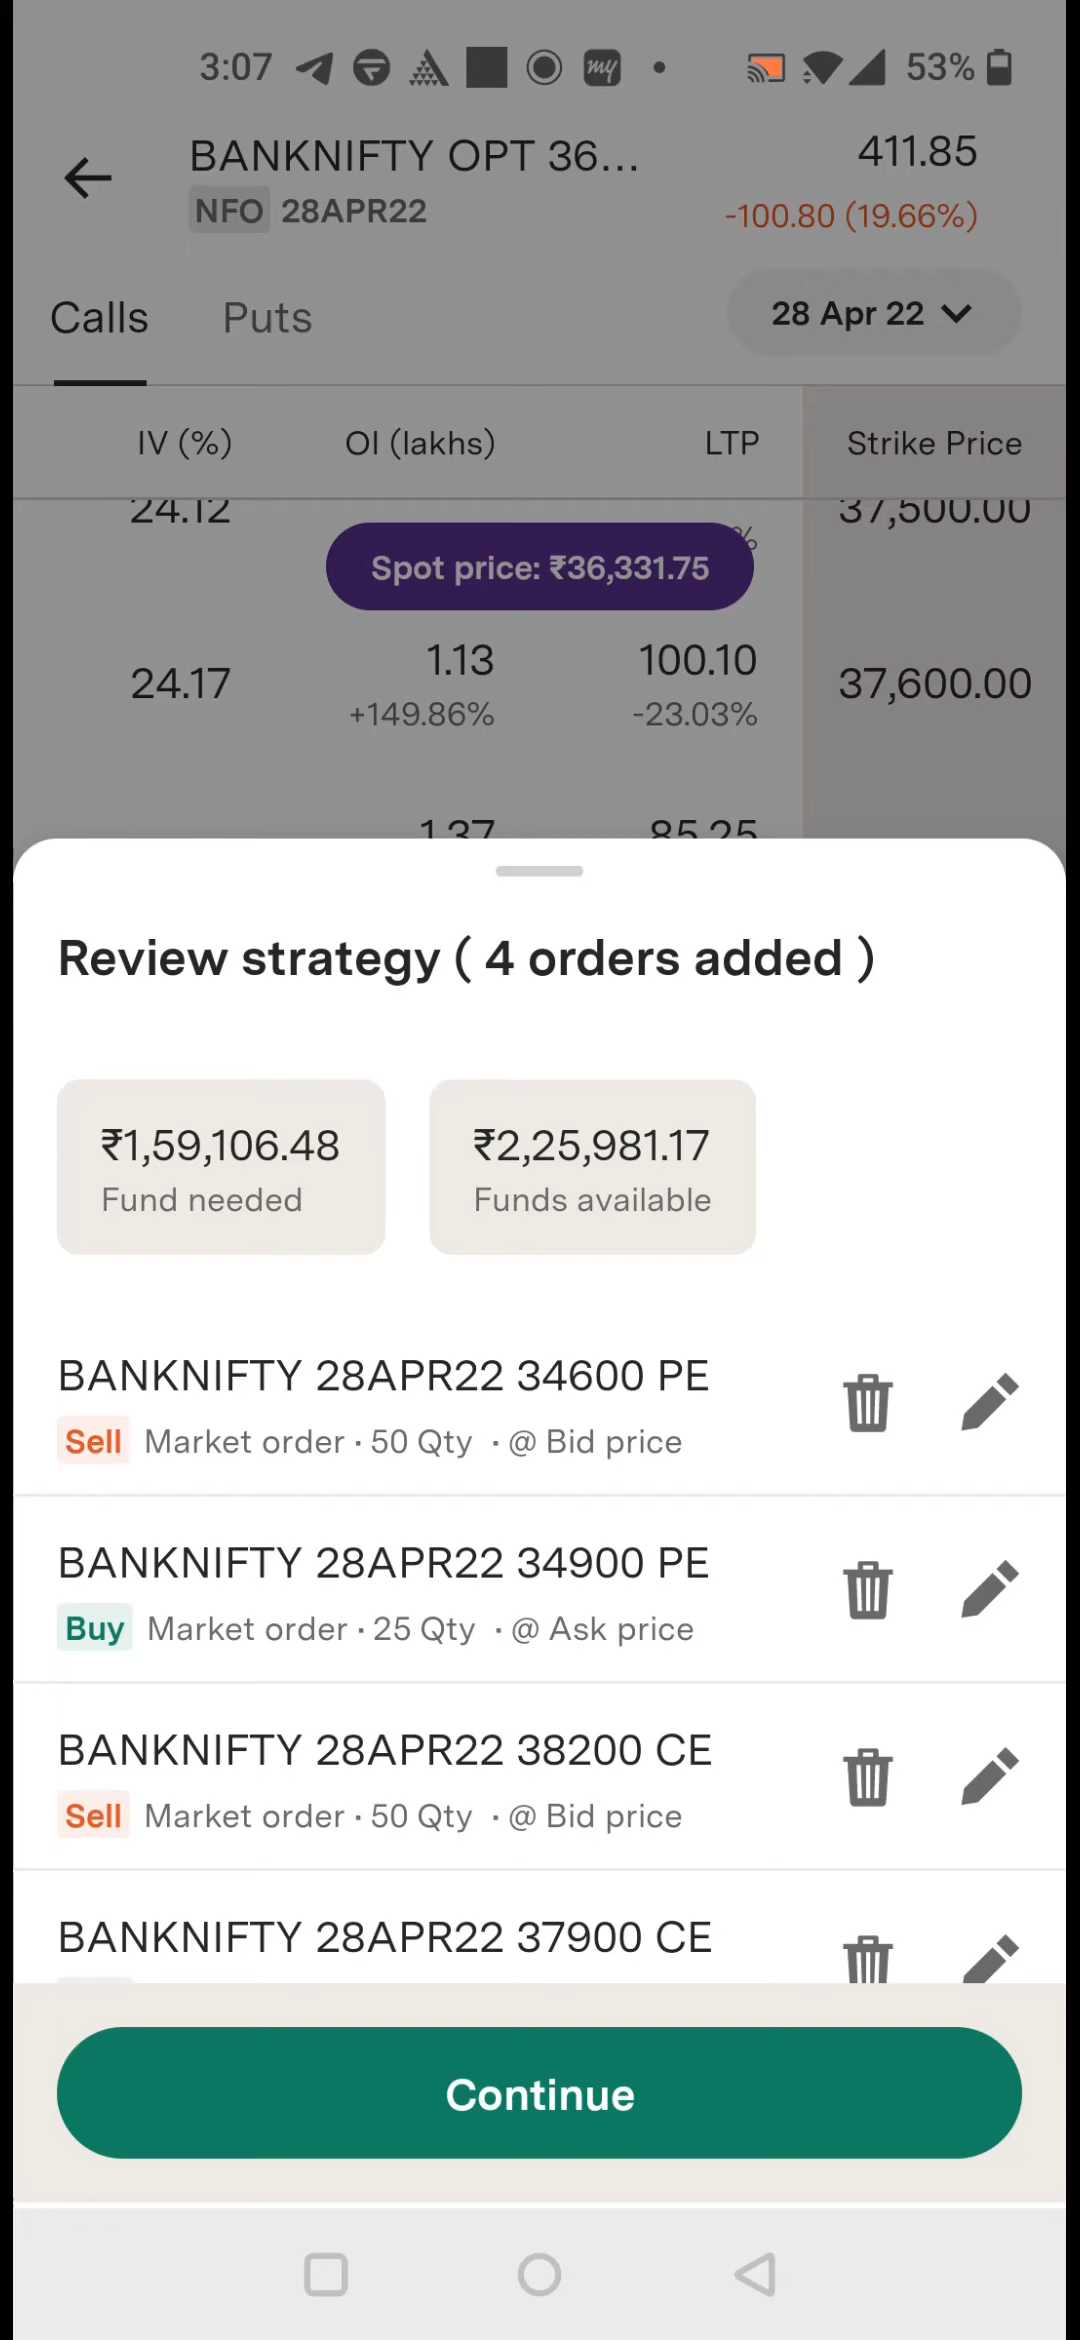 3:07 my 53%
BANKNIFTY OPT 36... 411.85
NFO 28APR22 -100.80 (19.66%)
Calls Puts 28 Apr 22
IV (%) OI (lakhs) LTP Strike Price
24.12 37,500.00
%
Spot price: ₹36,331.75
1.13 100.10
24.17 37,600.00
+149.86% -23.03%
1.37 85.25
Review strategy ( 4 orders added )
₹1,59,106.48 ₹2,25,981.17
Fund needed Funds available
BANKNIFTY 28APR22 34600 PE
Sell Market order · 50 Qty · @ Bid price
BANKNIFTY 28APR22 34900 PE
Buy Market order · 25 Qty · @ Ask price
BANKNIFTY 28APR22 38200 CE
Sell Market order · 50 Qty · @ Bid price
BANKNIFTY 28APR22 37900 CE
Continue